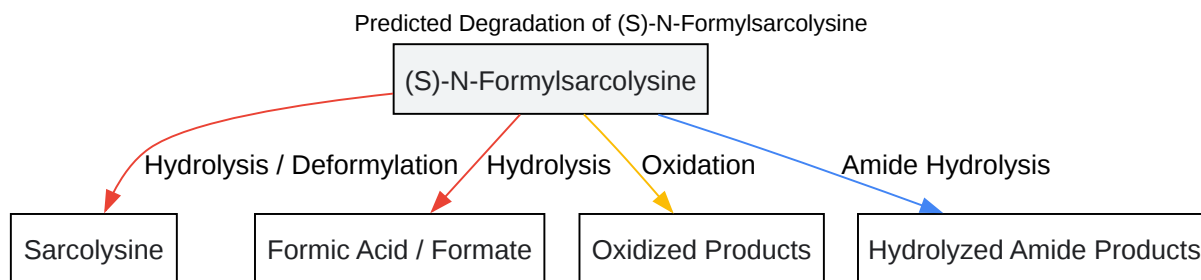 Predicted Degradation of (S)-N-Formylsarcolysine
(S)-N-Formylsarcolysine
Hydrolysis / Deformylation
Hydrolysis
Oxidation
Amide Hydrolysis
Sarcolysine
Formic Acid / Formate
Oxidized Products
Hydrolyzed Amide Products